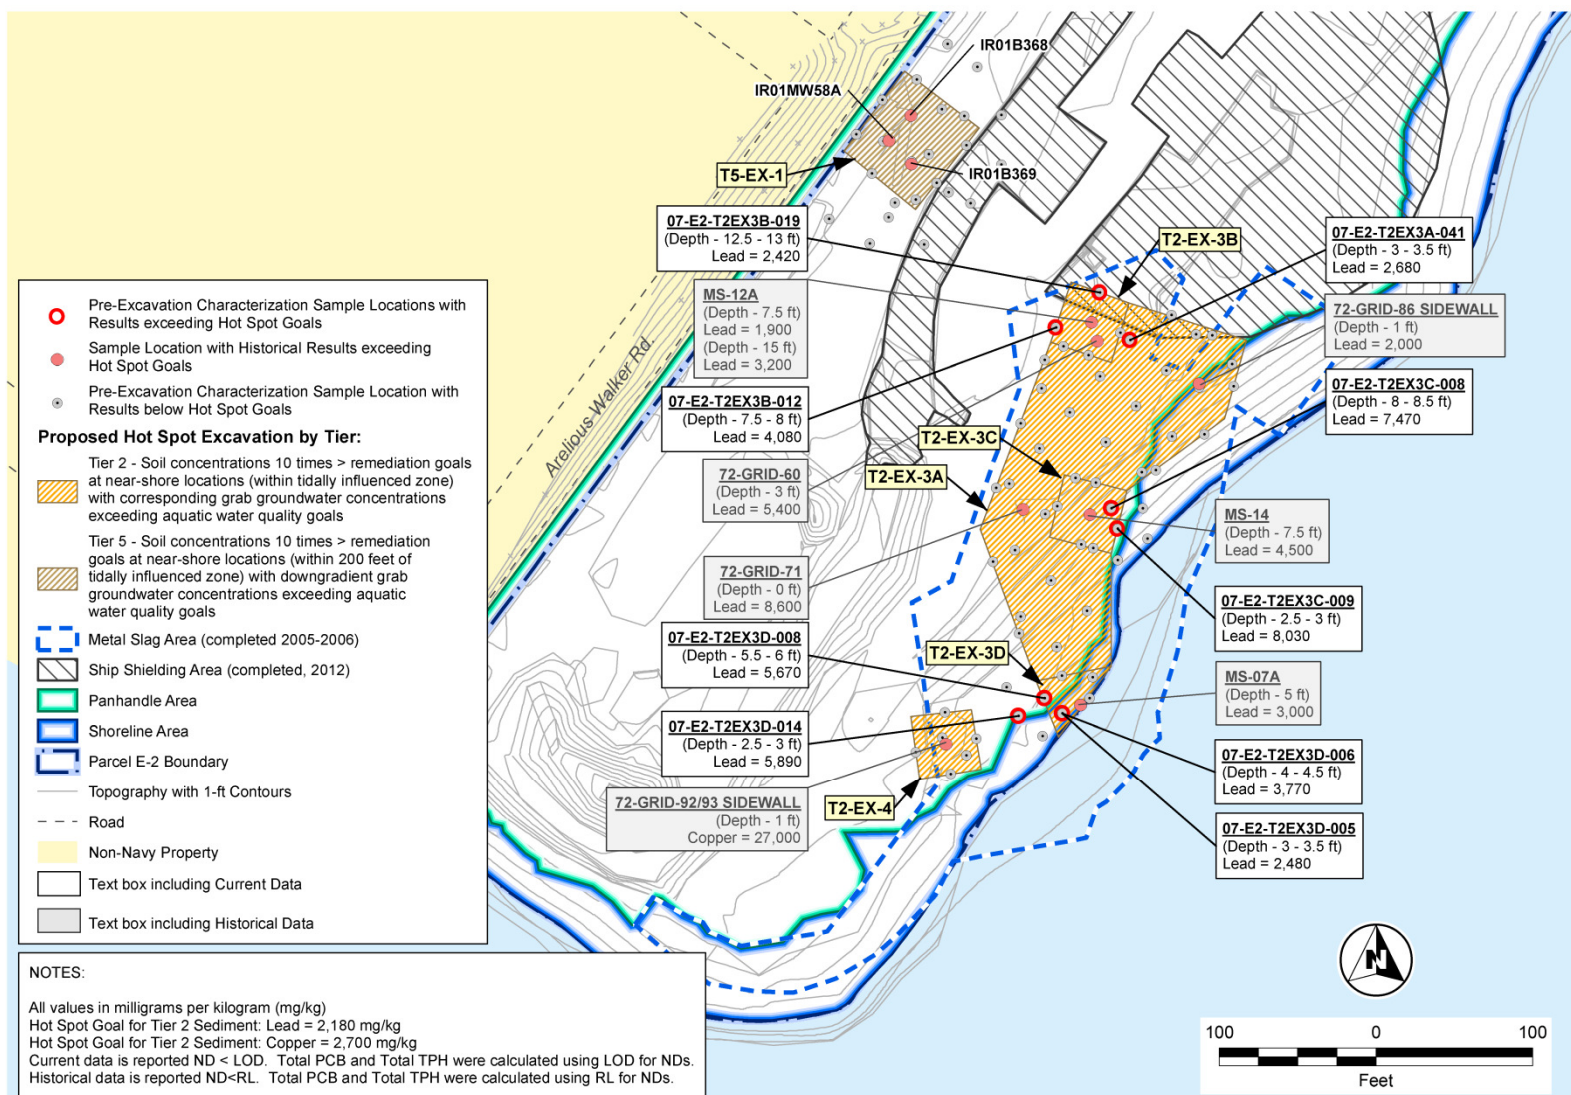 IR01B368
IR01MW58A
T5-EX-1
IR01B369
Arelious Walker Rd.
07-E2-T2EX3B-019
(Depth - 12.5 - 13 ft)
Lead = 2,420
T2-EX-3B
07-E2-T2EX3A-041
(Depth - 3 - 3.5 ft)
Lead = 2,680
MS-12A
(Depth - 7.5 ft)
Lead = 1,900
(Depth - 15 ft)
Lead = 3,200
72-GRID-86 SIDEWALL
(Depth - 1 ft)
Lead = 2,000
07-E2-T2EX3B-012
(Depth - 7.5 - 8 ft)
Lead = 4,080
07-E2-T2EX3C-008
(Depth - 8 - 8.5 ft)
Lead = 7,470
T2-EX-3C
T2-EX-3A
72-GRID-60
(Depth - 3 ft)
Lead = 5,400
MS-14
(Depth - 7.5 ft)
Lead = 4,500
72-GRID-71
(Depth - 0 ft)
Lead = 8,600
07-E2-T2EX3C-009
(Depth - 2.5 - 3 ft)
Lead = 8,030
07-E2-T2EX3D-008
(Depth - 5.5 - 6 ft)
Lead = 5,670
T2-EX-3D
MS-07A
(Depth - 5 ft)
Lead = 3,000
07-E2-T2EX3D-014
(Depth - 2.5 - 3 ft)
Lead = 5,890
07-E2-T2EX3D-006
(Depth - 4 - 4.5 ft)
Lead = 3,770
72-GRID-92/93 SIDEWALL
(Depth - 1 ft)
Copper = 27,000
T2-EX-4
07-E2-T2EX3D-005
(Depth - 3 - 3.5 ft)
Lead = 2,480
Pre-Excavation Characterization Sample Locations with
Results exceeding Hot Spot Goals
Sample Location with Historical Results exceeding
Hot Spot Goals
Pre-Excavation Characterization Sample Location with
Results below Hot Spot Goals
Proposed Hot Spot Excavation by Tier:
Tier 2 - Soil concentrations 10 times > remediation goals
at near-shore locations (within tidally influenced zone)
with corresponding grab groundwater concentrations
exceeding aquatic water quality goals
Tier 5 - Soil concentrations 10 times > remediation
goals at near-shore locations (within 200 feet of
tidally influenced zone) with downgradient grab
groundwater concentrations exceeding aquatic
water quality goals
Metal Slag Area (completed 2005-2006)
Ship Shielding Area (completed, 2012)
Panhandle Area
Shoreline Area
Parcel E-2 Boundary
Topography with 1-ft Contours
Road
Non-Navy Property
Text box including Current Data
Text box including Historical Data
NOTES:
All values in milligrams per kilogram (mg/kg)
Hot Spot Goal for Tier 2 Sediment: Lead = 2,180 mg/kg
Hot Spot Goal for Tier 2 Sediment: Copper = 2,700 mg/kg
Current data is reported ND < LOD. Total PCB and Total TPH were calculated using LOD for NDs.
Historical data is reported ND<RL. Total PCB and Total TPH were calculated using RL for NDs.
N
100 0 100
Feet